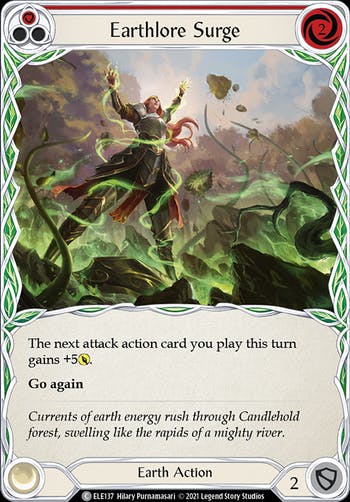 Earthlore Surge
2
The next attack action card you play this turn
gains +5.
Go again
Currents of earth energy rush through Candlehold
forest, swelling like the rapids of a mighty river.
Earth Action
2
C ELE137 Hilary Purnamasari © 2021 Legend Story Studios